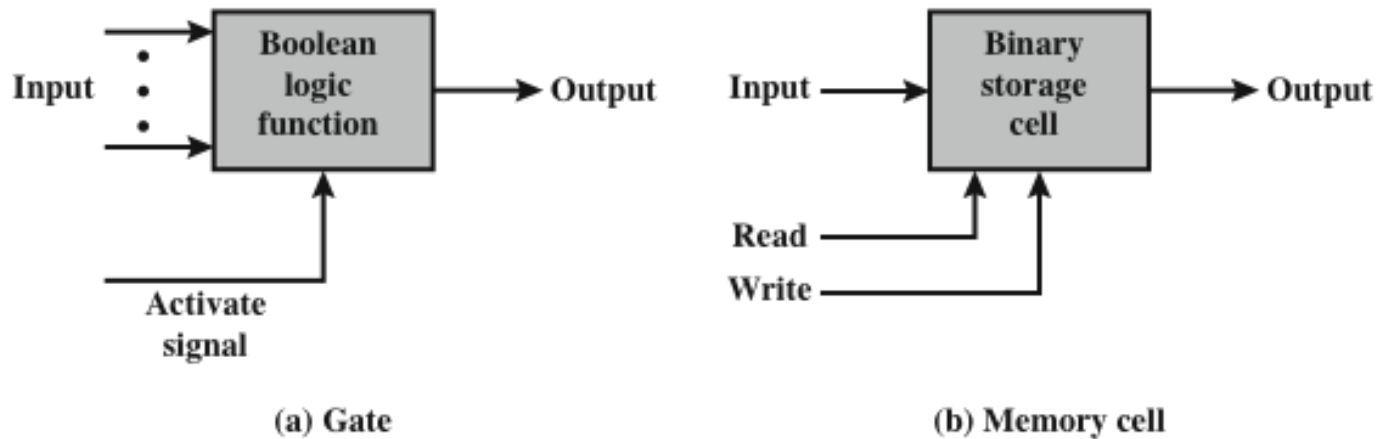 Input
Boolean
logic
function
Output
Activate
signal
(a) Gate
Input
Binary
storage
cell
Output
Read
Write
(b) Memory cell